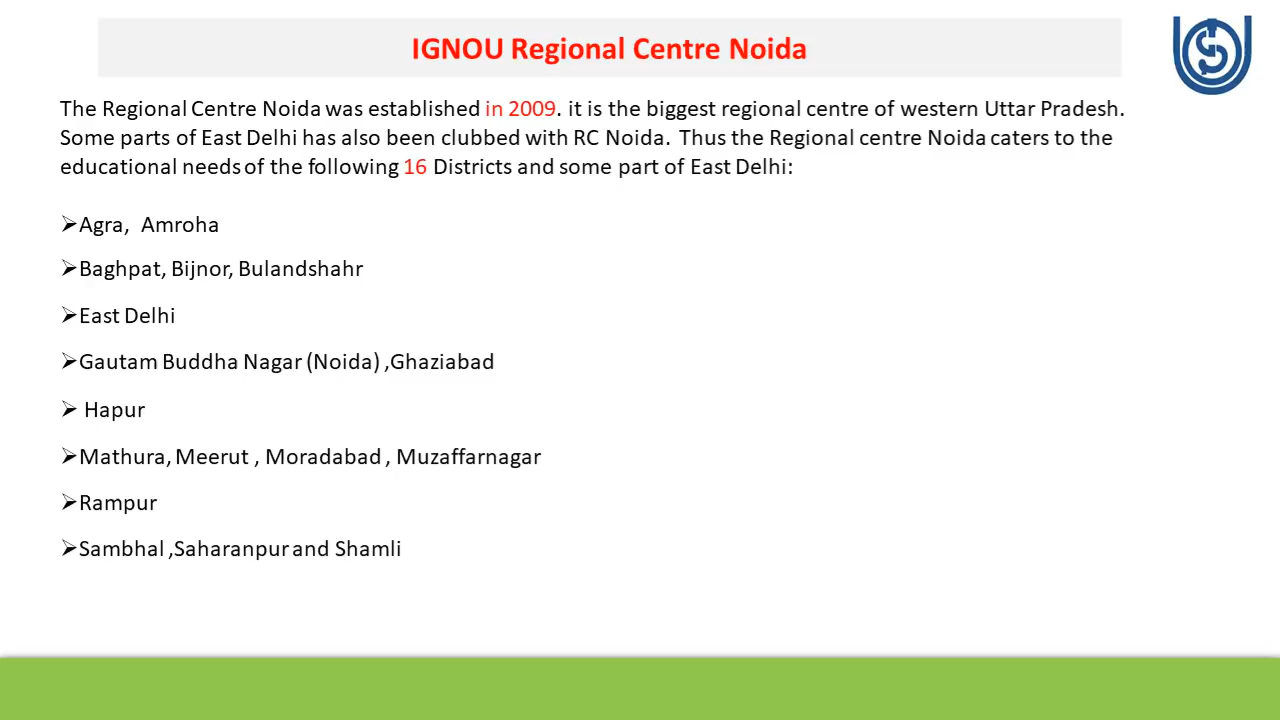 IGNOU Regional Centre Noida
The Regional Centre Noida was established in 2009. it is the biggest regional centre of western Uttar Pradesh.
Some parts of East Delhi has also been clubbed with RC Noida. Thus the Regional centre Noida caters to the
educational needs of the following 16 Districts and some part of East Delhi:
➢Agra, Amroha
➢Baghpat, Bijnor, Bulandshahr
➢East Delhi
➢Gautam Buddha Nagar (Noida) ,Ghaziabad
➢ Hapur
➢Mathura, Meerut , Moradabad , Muzaffarnagar
➢Rampur
➢Sambhal ,Saharanpur and Shamli